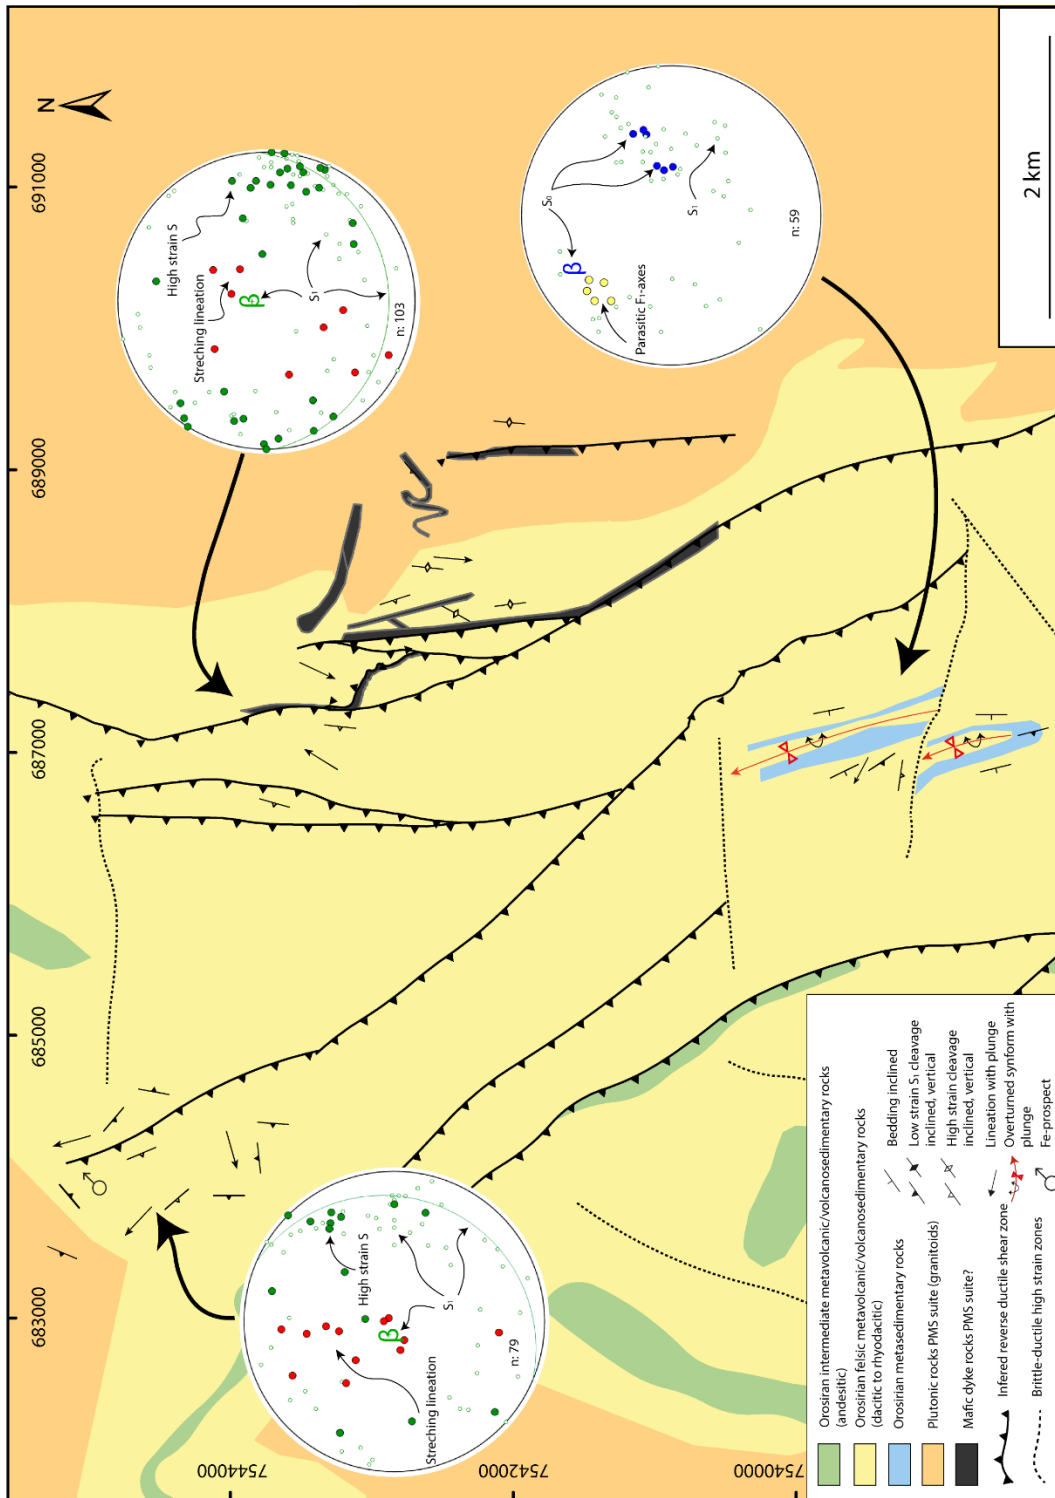 N
691000
689000
687000
685000
683000
7544000
7542000
7540000
2 km
High strain S
Streching lineation
β
S1
n: 103
S0
β
Parasitic F1-axes
S1
n: 59
High strain S
S1
β
Streching lineation
n: 79
Orosiran intermediate metavolcanic/volcanosedimentary rocks
(andesitic)
Orosirian felsic metavolcanic/volcanosedimentary rocks
(dacitic to rhyodacitic)
Orosirian metasedimentary rocks
Plutonic rocks PMS suite (granitoids)
Mafic dyke rocks PMS suite?
Infered reverse ductile shear zone
Brittle-ductile high strain zones
Bedding inclined
Low strain S1 cleavage
inclined, vertical
High strain cleavage
inclined, vertical
Lineation with plunge
Overturned synform with
plunge
Fe-prospect